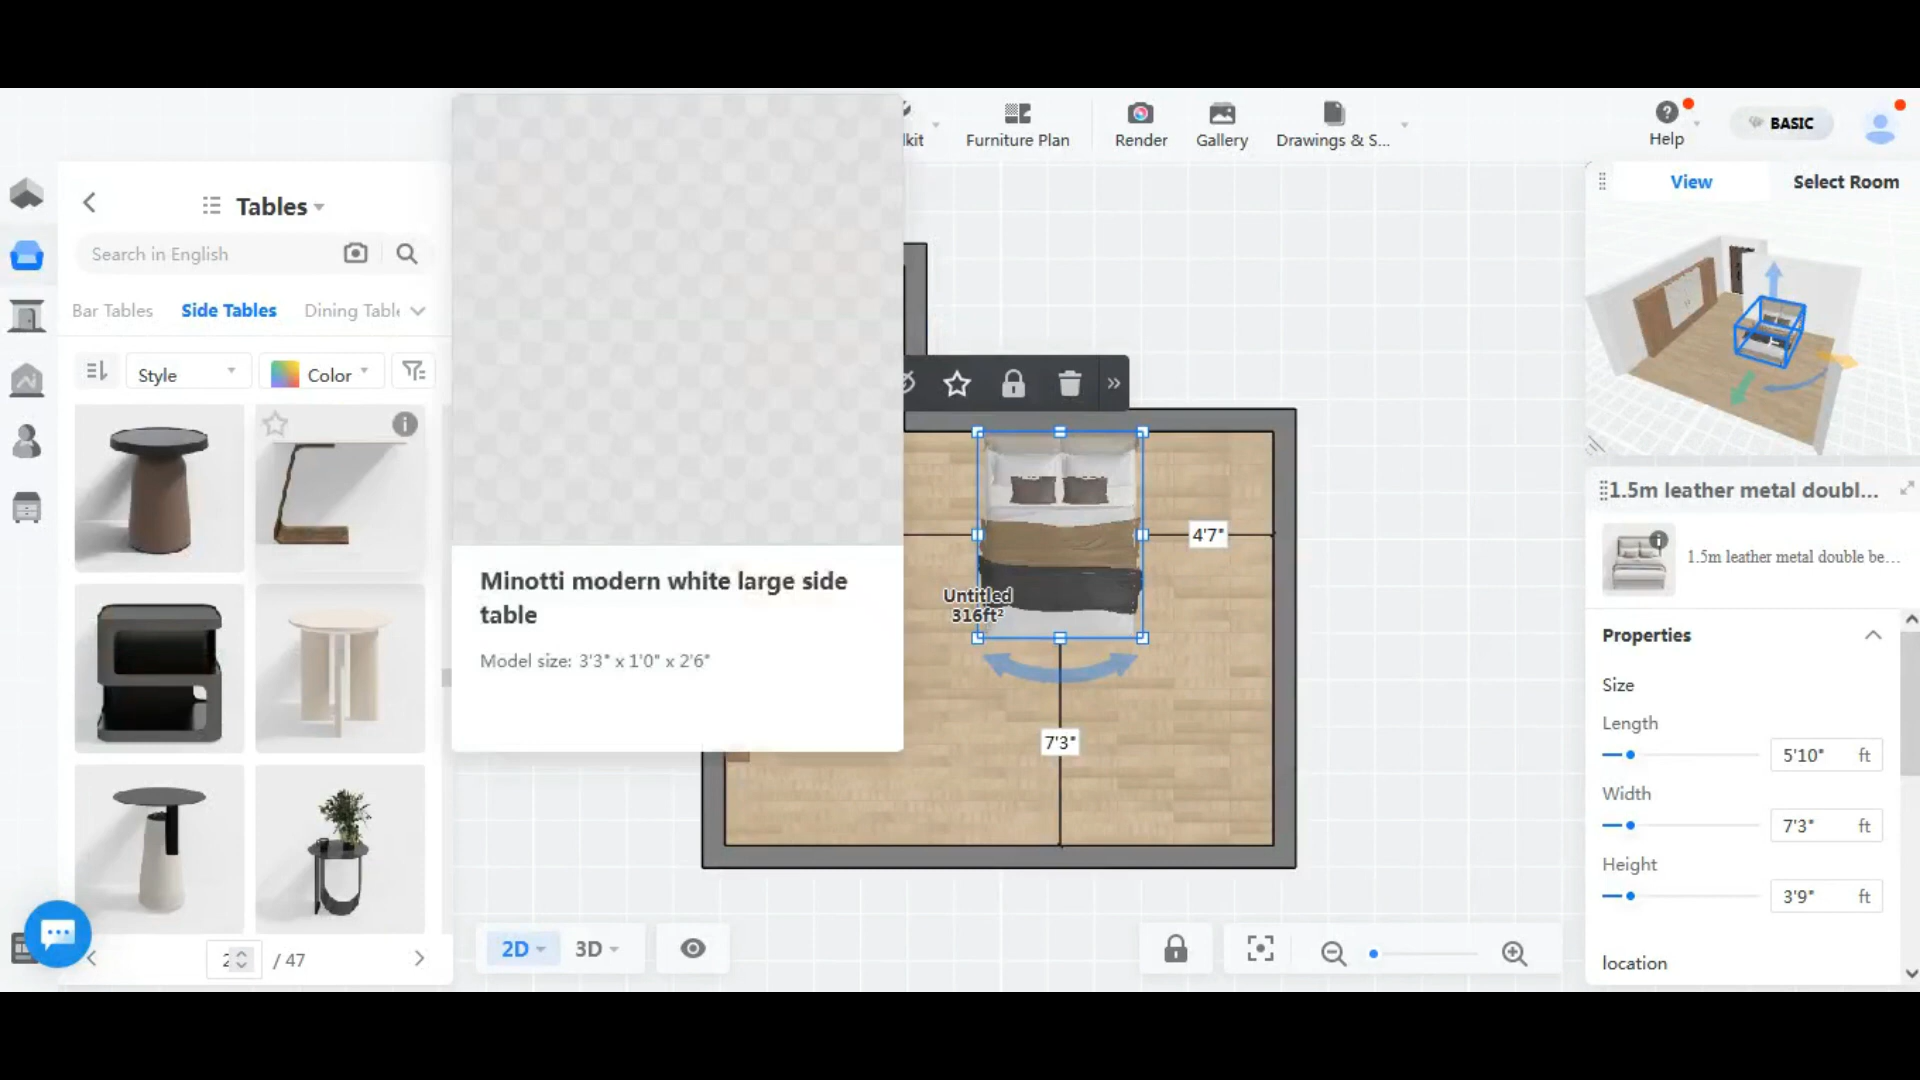 lkit
Furniture Plan
Render
Gallery
Drawings & S...
Help
BASIC
Tables
Search in English
Bar Tables
Side Tables
Dining Table
Style
Color
Minotti modern white large side
table
Model size: 3'3" x 1'0" x 2'6"
2 / 47
4'7"
Untitled
316ft²
7'3"
2D
3D
View
Select Room
1.5m leather metal doubl...
1.5m leather metal double be...
Properties
Size
Length
5'10" ft
Width
7'3" ft
Height
3'9" ft
location